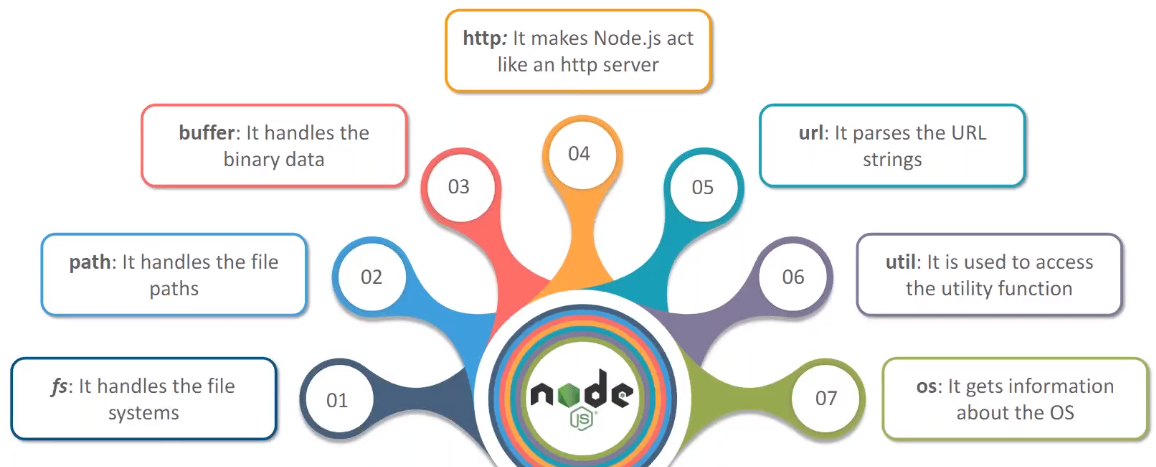 http: It makes Node.js act
like an http server
buffer: It handles the
binary data
04
url: It parses the URL
strings
03
05
path: It handles the file
paths
02
06
util: It is used to access
the utility function
fs: It handles the file
systems
01
node
JS
07
os: It gets information
about the OS